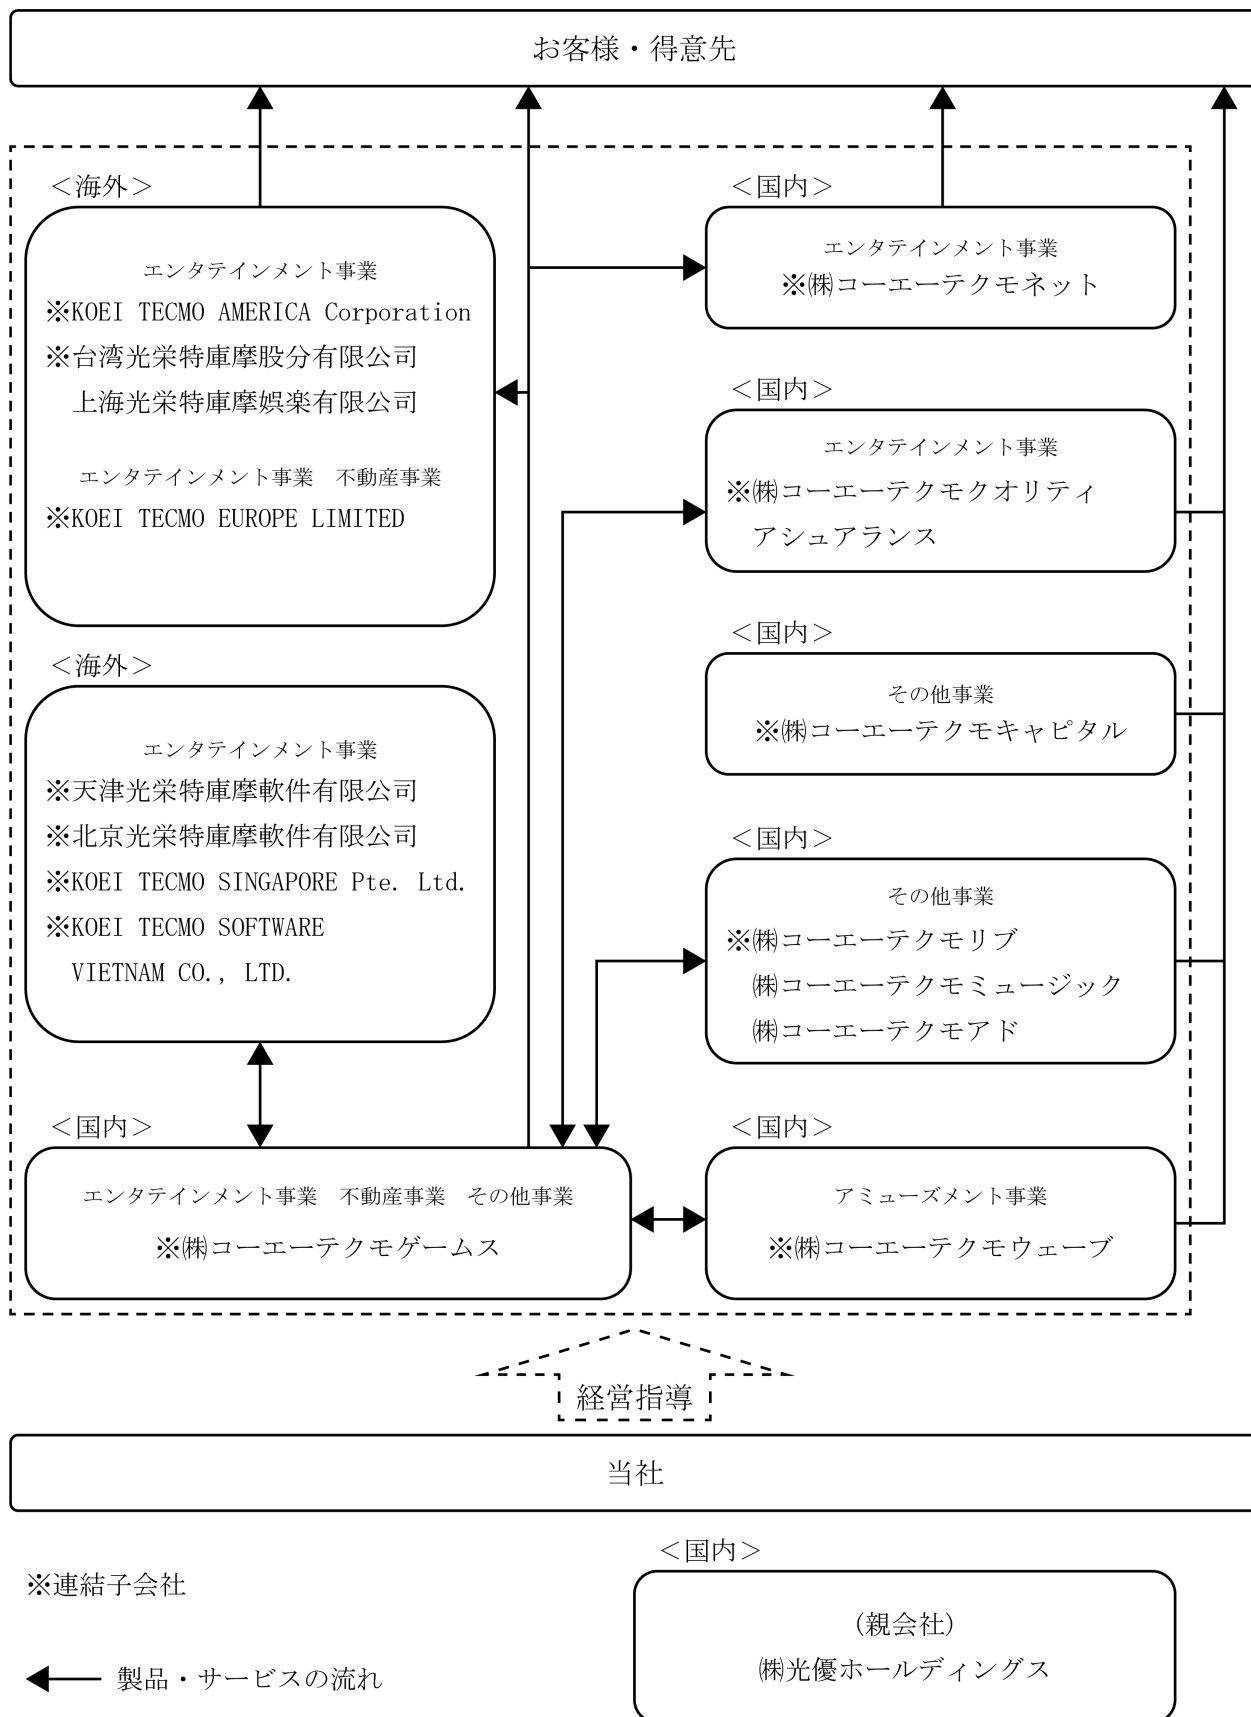 お客様・得意先
<海外>
エンタテインメント事業
※KOEI TECMO AMERICA Corporation
※台湾光栄特庫摩股分有限公司
上海光栄特庫摩娯楽有限公司
エンタテインメント事業　不動産事業
※KOEI TECMO EUROPE LIMITED
<国内>
エンタテインメント事業
※㈱コーエーテクモネット
<国内>
エンタテインメント事業
※㈱コーエーテクモクオリティ
アシュアランス
<国内>
その他事業
※㈱コーエーテクモキャピタル
<海外>
エンタテインメント事業
※天津光栄特庫摩軟件有限公司
※北京光栄特庫摩軟件有限公司
※KOEI TECMO SINGAPORE Pte. Ltd.
※KOEI TECMO SOFTWARE
VIETNAM CO., LTD.
<国内>
その他事業
※㈱コーエーテクモリブ
㈱コーエーテクモミュージック
㈱コーエーテクモアド
<国内>
エンタテインメント事業　不動産事業　その他事業
※㈱コーエーテクモゲームス
<国内>
アミューズメント事業
※㈱コーエーテクモウェーブ
経営指導
当社
※連結子会社
製品・サービスの流れ
<国内>
(親会社)
㈱光優ホールディングス